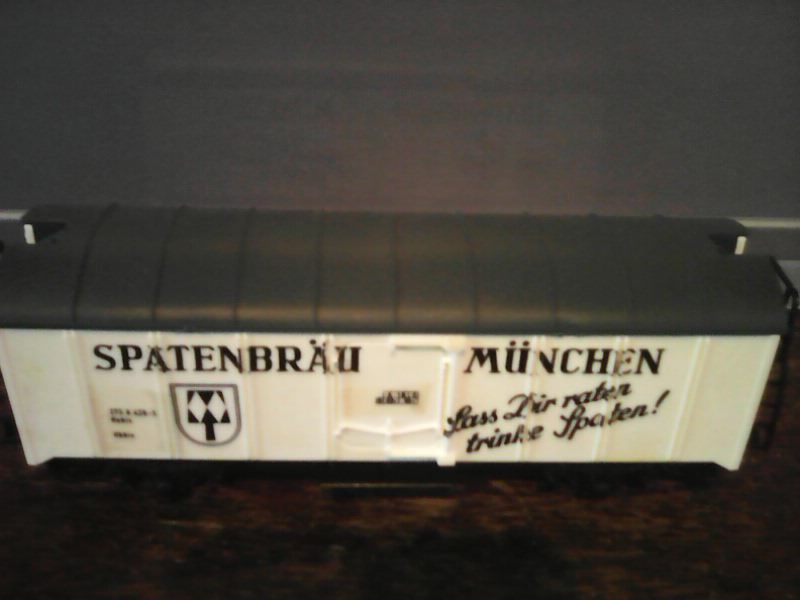 SPATENBRÄU MÜNCHEN
Lass Dir raten
trinke Spaten!